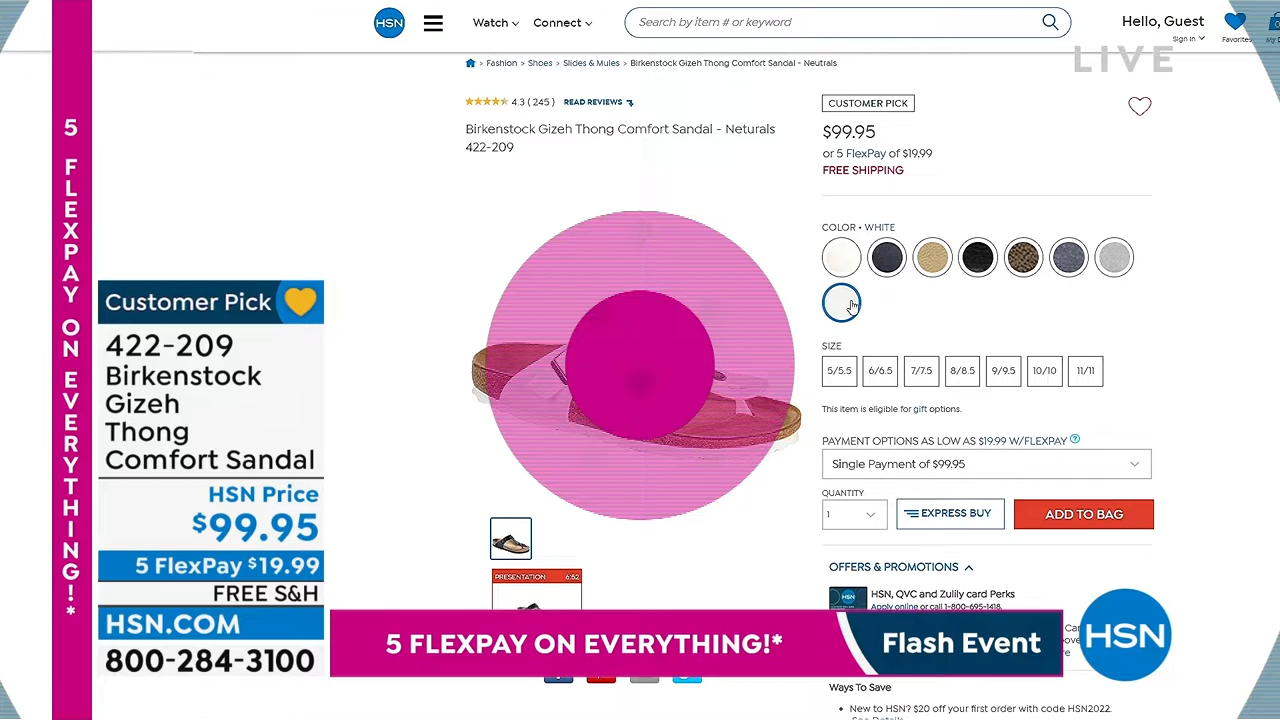 HSN
Watch
Connect
Search by item # or keyword
Hello, Guest
Sign In
Favorites
LIVE
> Fashion > Shoes > Slides & Mules > Birkenstock Gizeh Thong Comfort Sandal - Neutrals
4.3 ( 245 ) READ REVIEWS
Birkenstock Gizeh Thong Comfort Sandal - Neturals
422-209
CUSTOMER PICK
$99.95
or 5 FlexPay of $19.99
FREE SHIPPING
COLOR • WHITE
SIZE
5/5.5 6/6.5 7/7.5 8/8.5 9/9.5 10/10 11/11
This item is eligible for gift options.
PAYMENT OPTIONS AS LOW AS $19.99 W/FLEXPAY ?
Single Payment of $99.95
QUANTITY
1
EXPRESS BUY
ADD TO BAG
OFFERS & PROMOTIONS
HSN, QVC and Zulily card Perks
Apply online or call 1-800-695-1418.
Ways To Save
• New to HSN? $20 off your first order with code HSN2022.
See Details
PRESENTATION 6:52
5 FLEXPAY ON EVERYTHING!*
Customer Pick
422-209
Birkenstock
Gizeh
Thong
Comfort Sandal
HSN Price
$99.95
5 FlexPay $19.99
FREE S&H
HSN.COM
800-284-3100
5 FLEXPAY ON EVERYTHING!*
Flash Event
HSN